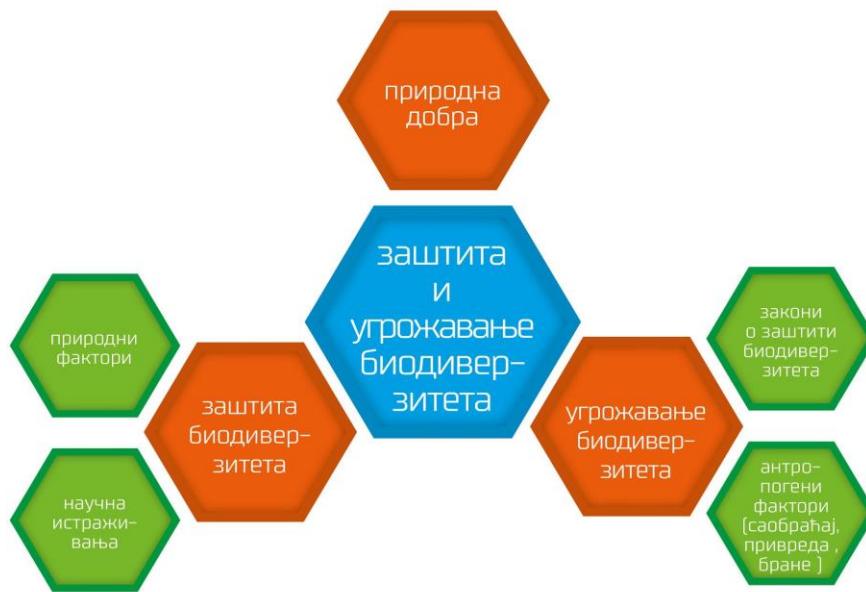 природна
добра
заштита
и
угрожавање
биодивер-
зитета
природни
фактори
заштита
биодивер-
зитета
научна
истражи-
вања
угрожавање
биодивер-
зитета
закони
о заштити
биодивер-
зитета
антро-
погени
фактори
(саобраћај,
привреда ,
бране )